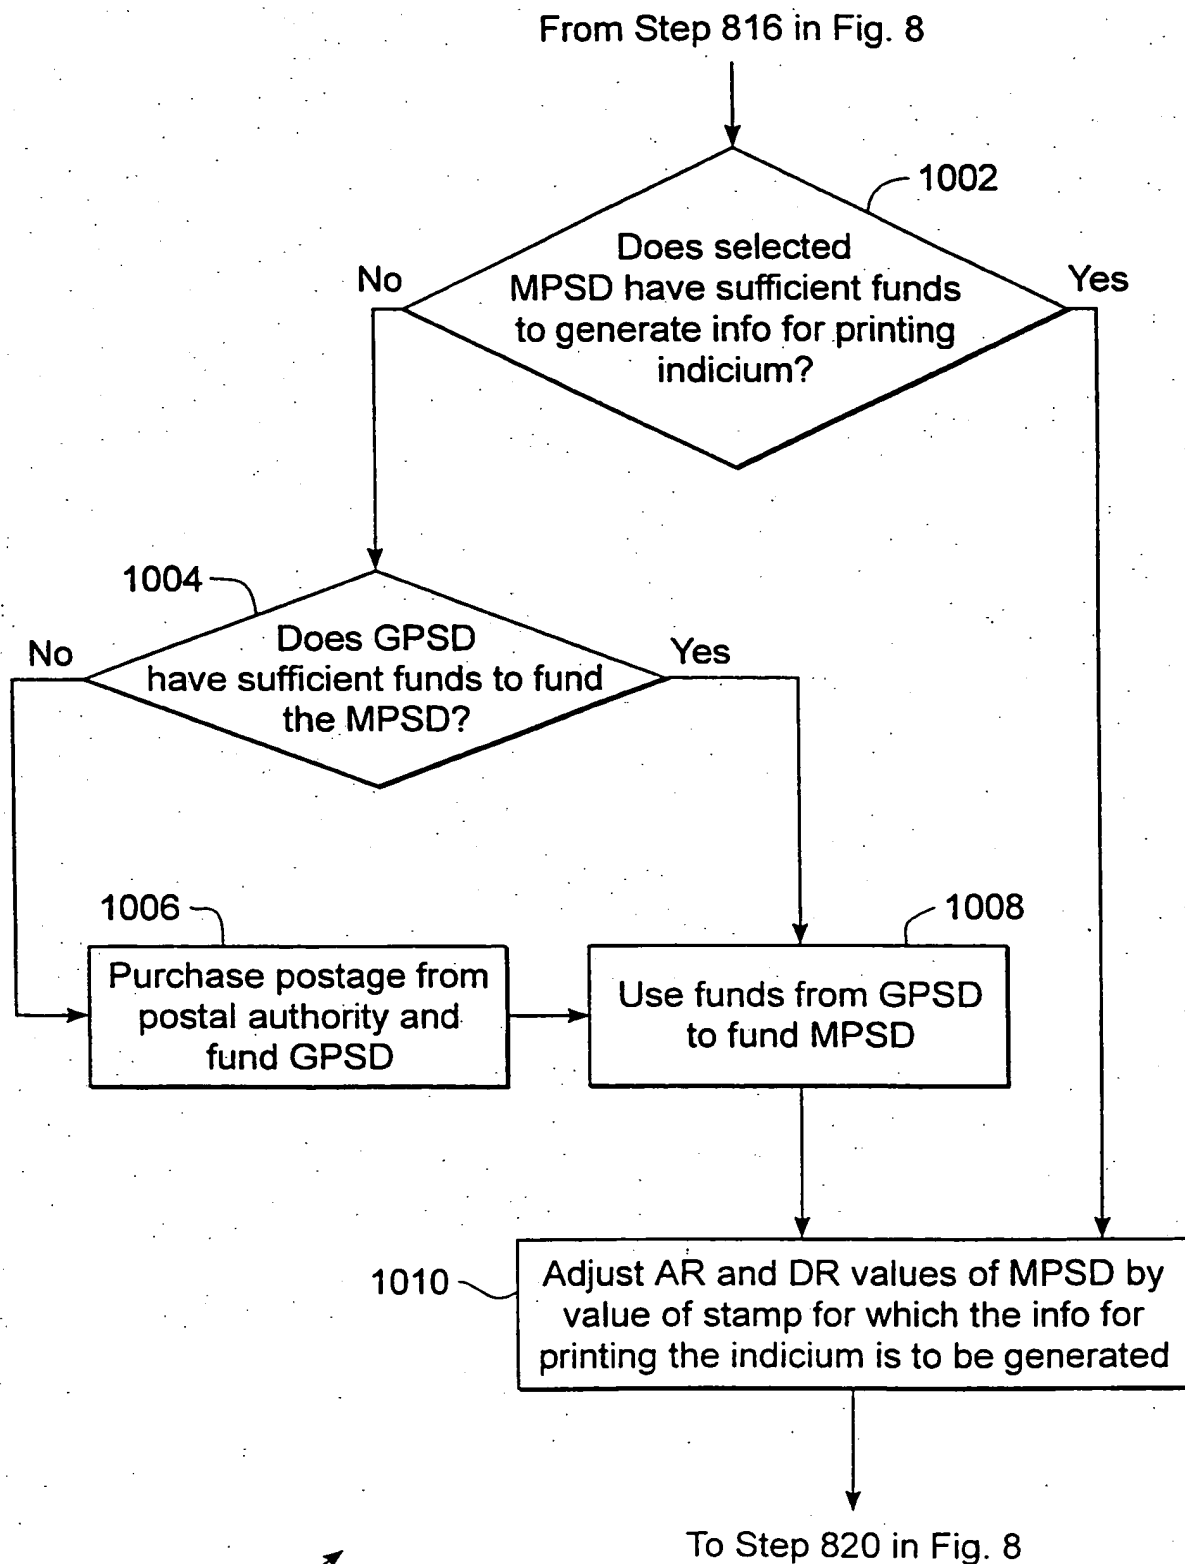 From Step 816 in Fig. 8
1002
Does selected
MPSD have sufficient funds
to generate info for printing
indicium?
No
Yes
1004
Does GPSD
have sufficient funds to fund
the MPSD?
No
Yes
1006
Purchase postage from
postal authority and
fund GPSD
1008
Use funds from GPSD
to fund MPSD
1010
Adjust AR and DR values of MPSD by
value of stamp for which the info for
printing the indicium is to be generated
To Step 820 in Fig. 8